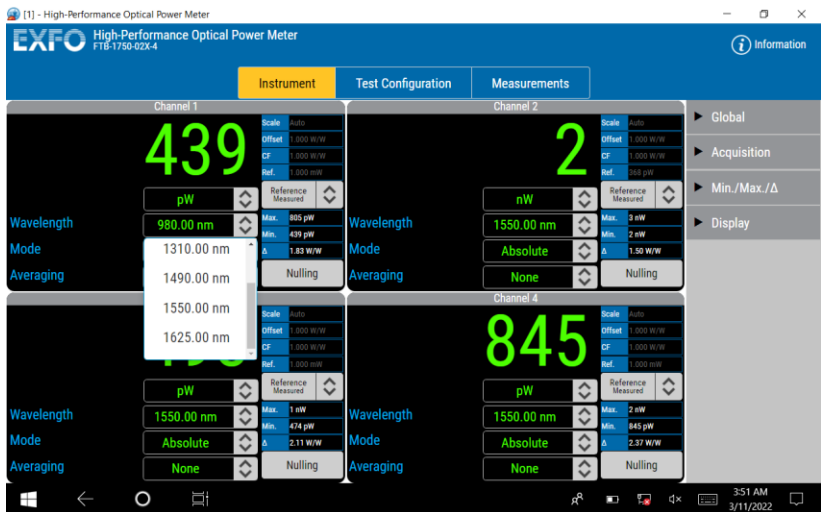 [1] - High-Performance Optical Power Meter
EXFO High-Performance Optical Power Meter
FTB-1750-02X-4
i Information
Instrument Test Configuration Measurements
Channel 1
439
Scale Auto
Offset 1.000 W/W
CF 1.000 W/W
Ref. 1.000 mW
pW
Reference Measured
Wavelength 980.00 nm
Max. 805 pW
Min. 439 pW
Δ 1.83 W/W
Mode
Averaging
Nulling
1310.00 nm
1490.00 nm
1550.00 nm
1625.00 nm
Channel 2
2
Scale Auto
Offset 1.000 W/W
CF 1.000 W/W
Ref. 368 pW
nW
Reference Measured
Wavelength 1550.00 nm
Max. 3 nW
Min. 2 nW
Δ 1.50 W/W
Mode Absolute
Averaging None
Nulling
Scale Auto
Offset 1.000 W/W
CF 1.000 W/W
Ref. 1.000 mW
pW
Reference Measured
Wavelength 1550.00 nm
Max. 1 nW
Min. 474 pW
Δ 2.11 W/W
Mode Absolute
Averaging None
Nulling
Channel 4
845
Scale Auto
Offset 1.000 W/W
CF 1.000 W/W
Ref. 1.000 mW
pW
Reference Measured
Wavelength 1550.00 nm
Max. 2 nW
Min. 845 pW
Δ 2.37 W/W
Mode Absolute
Averaging None
Nulling
Global
Acquisition
Min./Max./Δ
Display
3:51 AM
3/11/2022